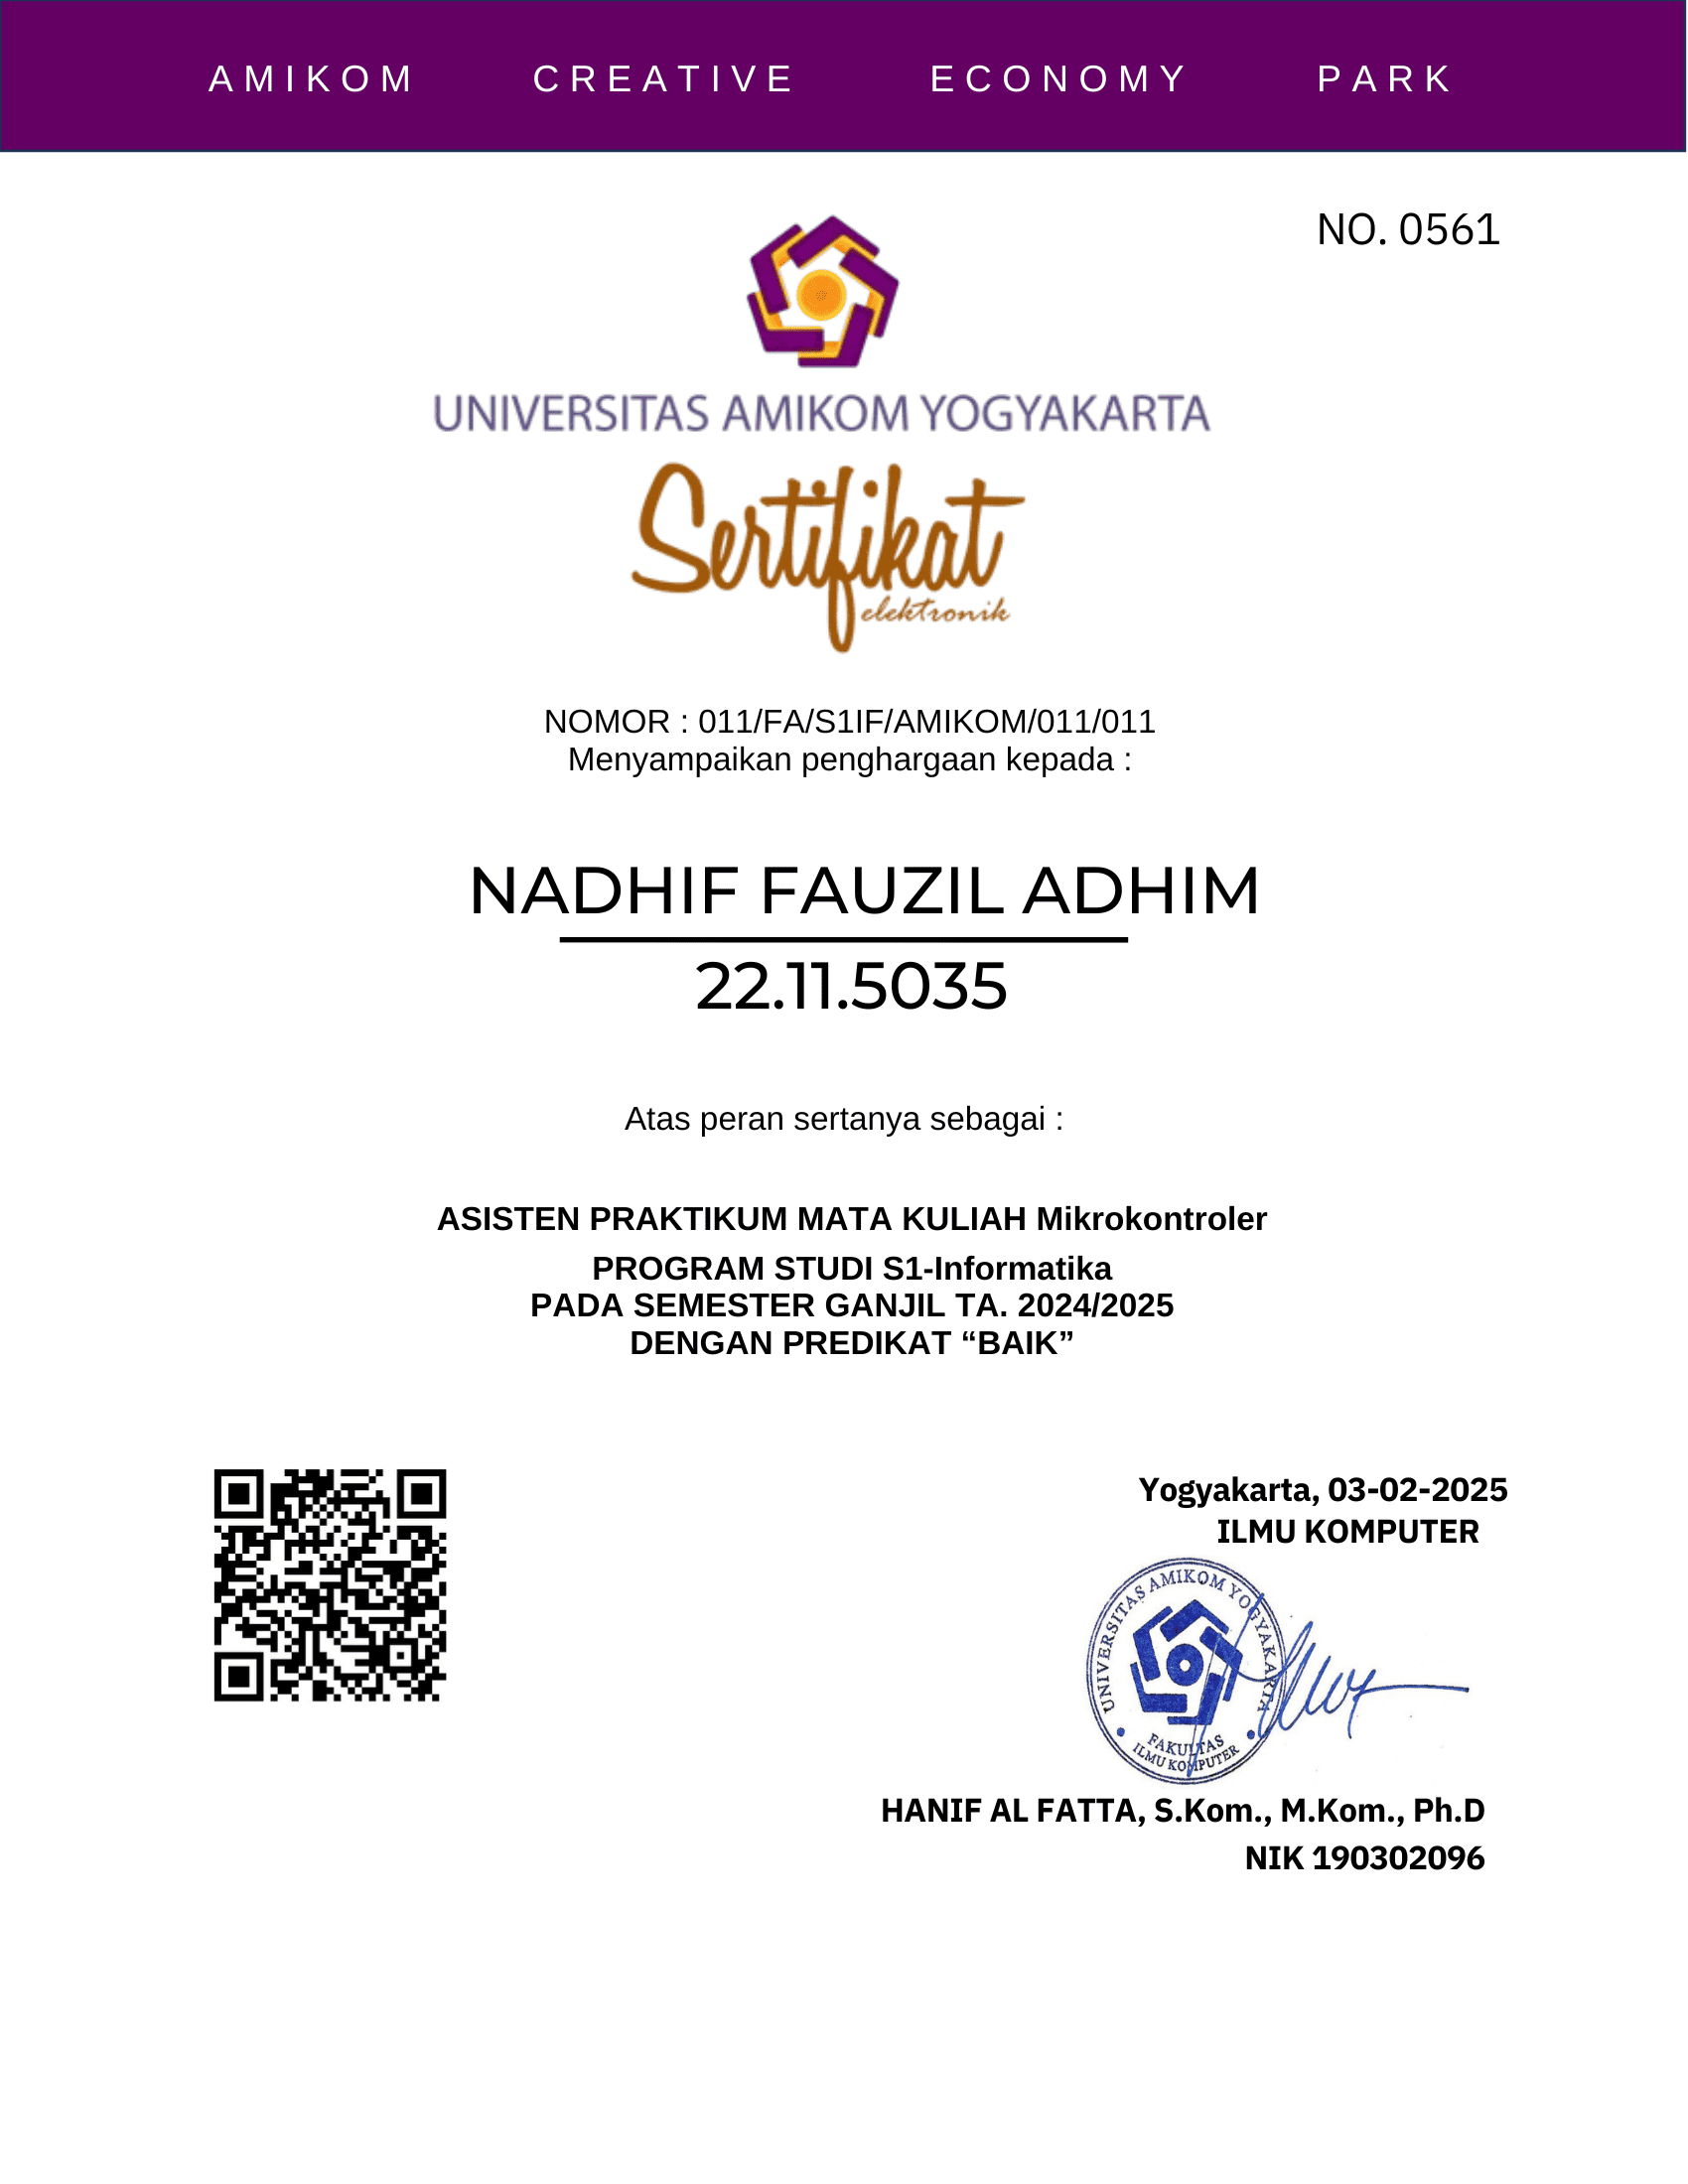 AMIKOM CREATIVE ECONOMY PARK
NO. 0561
UNIVERSITAS AMIKOM YOGYAKARTA
Sertifikat
elektronik
NOMOR : 011/FA/S1IF/AMIKOM/011/011
Menyampaikan penghargaan kepada :
NADHIF FAUZIL ADHIM
22.11.5035
Atas peran sertanya sebagai :
ASISTEN PRAKTIKUM MATA KULIAH Mikrokontroler
PROGRAM STUDI S1-Informatika
PADA SEMESTER GANJIL TA. 2024/2025
DENGAN PREDIKAT “BAIK”
Yogyakarta, 03-02-2025
ILMU KOMPUTER
UNIVERSITAS AMIKOM YOGYAKARTA
FAKULTAS
ILMU KOMPUTER
HANIF AL FATTA, S.Kom., M.Kom., Ph.D
NIK 190302096